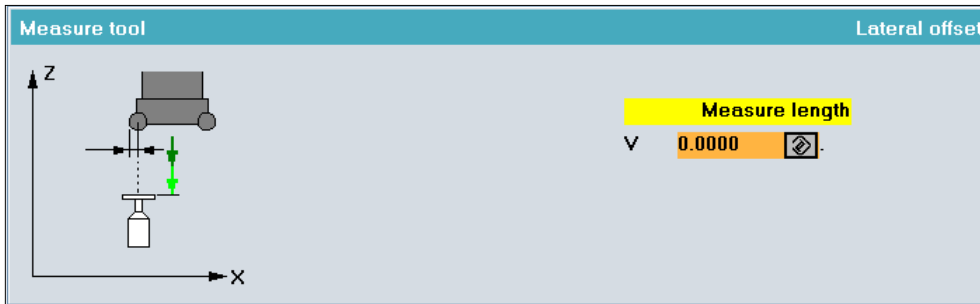 Measure tool Lateral offset
Z
Measure length
V 0.0000 .
X